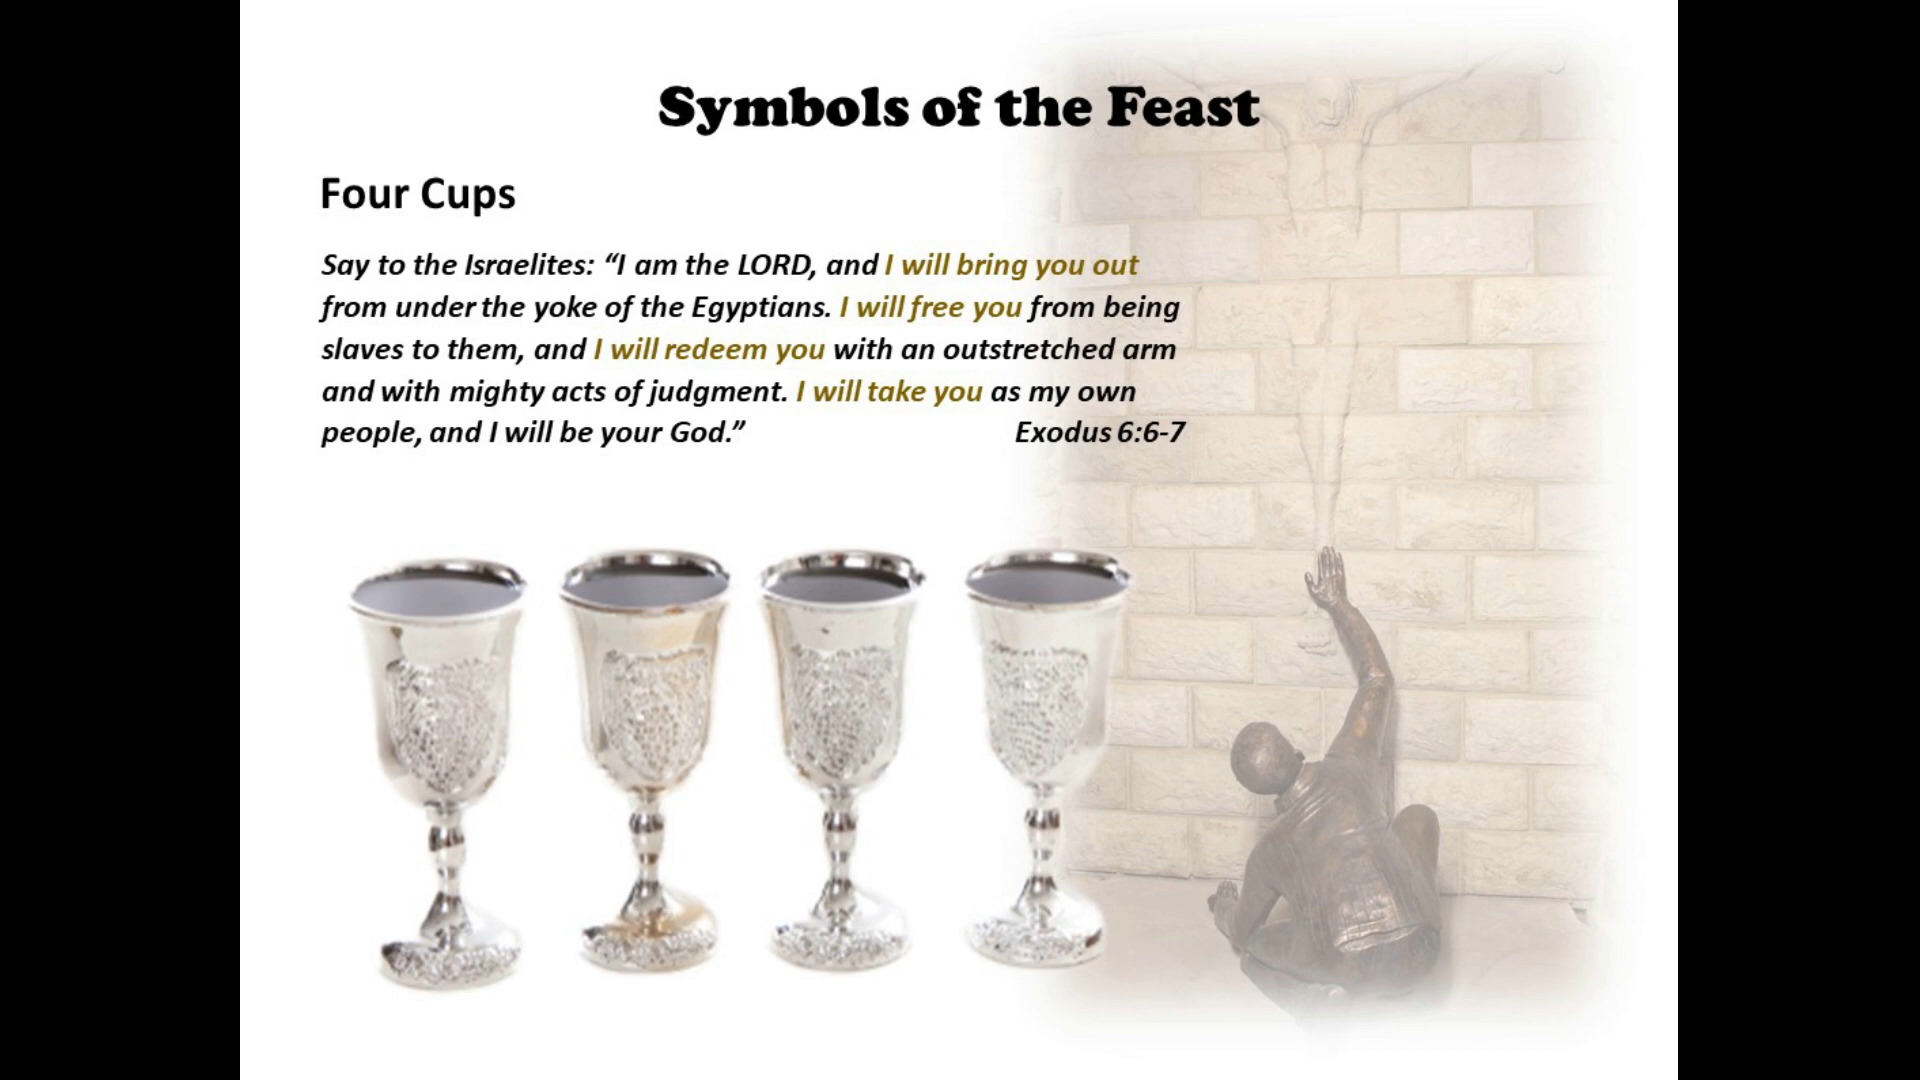 Symbols of the Feast
Four Cups
Say to the Israelites: “I am the LORD, and I will bring you out
from under the yoke of the Egyptians. I will free you from being
slaves to them, and I will redeem you with an outstretched arm
and with mighty acts of judgment. I will take you as my own
people, and I will be your God.” Exodus 6:6-7